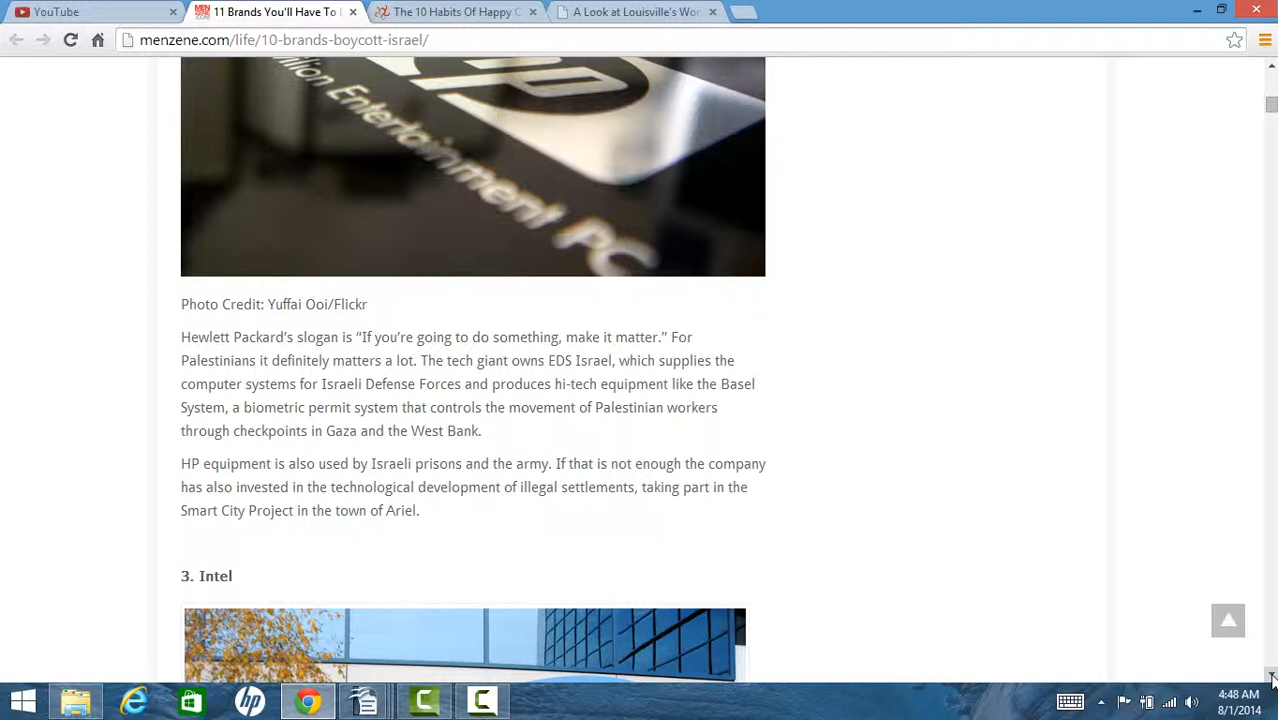 YouTube
11 Brands You'll Have To
The 10 Habits Of Happy C
A Look at Louisville's Wor
menzene.com/life/10-brands-boycott-israel/
hp
Entertainment PC
Photo Credit: Yuffai Ooi/Flickr
Hewlett Packard's slogan is “If you're going to do something, make it matter.” For
Palestinians it definitely matters a lot. The tech giant owns EDS Israel, which supplies the
computer systems for Israeli Defense Forces and produces hi-tech equipment like the Basel
System, a biometric permit system that controls the movement of Palestinian workers
through checkpoints in Gaza and the West Bank.
HP equipment is also used by Israeli prisons and the army. If that is not enough the company
has also invested in the technological development of illegal settlements, taking part in the
Smart City Project in the town of Ariel.
3. Intel
hp
4:48 AM
8/1/2014